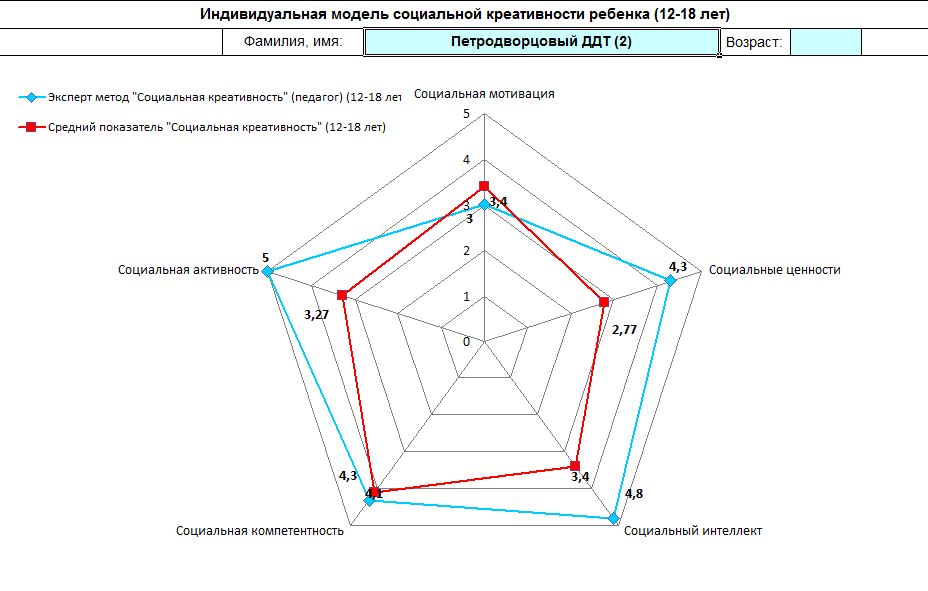 Индивидуальная модель социальной креативности ребенка (12-18 лет)
Фамилия, имя: Петродворцовый ДДТ (2) Возраст:
Эксперт метод "Социальная креативность" (педагог) (12-18 лет
Средний показатель "Социальная креативность" (12-18 лет)
Социальная мотивация
5
4
3
3,4
3
2
1
0
5
Социальная активность
4,3
Социальные ценности
3,27
2,77
4,3
4,1
3,4
4,8
Социальная компетентность
Социальный интеллект